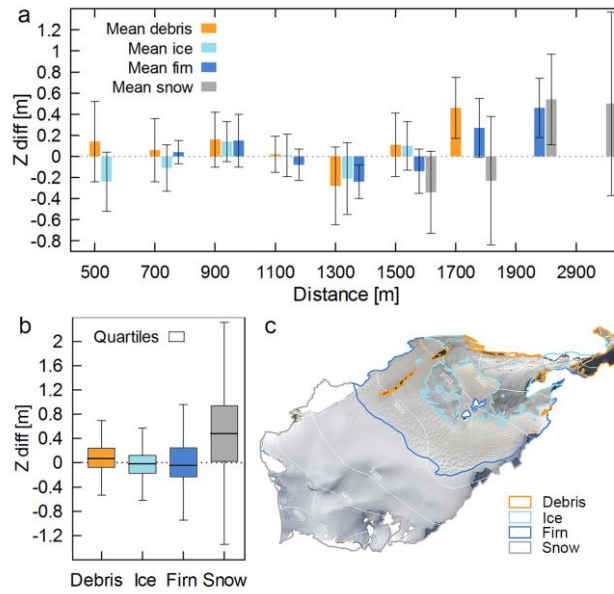 a
Mean debris
Mean ice
Mean firn
Mean snow
Z diff [m]
1.2
1
0.8
0.6
0.4
0.2
0
-0.2
-0.4
-0.6
-0.8
500 700 900 1100 1300 1500 1700 1900 2900
Distance [m]
b
Quartiles
Z diff [m]
2
1.2
0.8
0.4
0
-0.4
-0.8
-1.2
Debris Ice Firn Snow
c
Debris
Ice
Firn
Snow